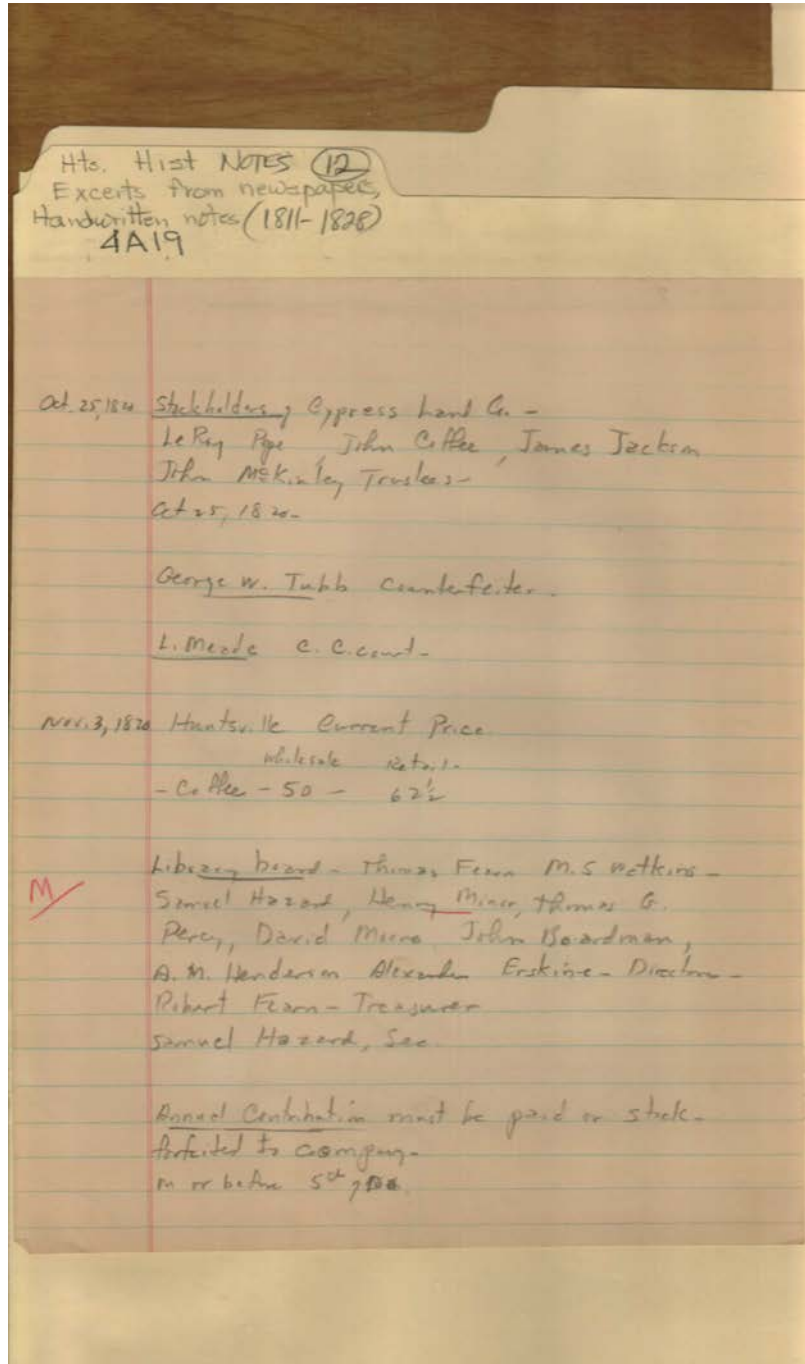 Hts. Hist NOTES 12
Excerts from newspapers,
Handwritten notes (1811-1828)
4A19
Oct. 25, 1820 Stockholders, Cypress Land Co. -
LeRoy Pope, John Coffee, James Jackson
John McKinley Trustees -
Oct 25, 1820 -
George W. Tubb Counterfeiter.
L. Meade C. C. court -
Nov. 3, 1820 Huntsville Current Price
wholesale Retail -
- Coffee - 50 - 62½
Library board - Thomas Fearn M. S Watkins -
M Samuel Hazard, Henry Minor, Thomas G.
Percy, David Moore, John Boardman,
A. M. Henderson Alexander Erskine - Directors -
Robert Fearn - Treasurer
Samuel Hazard, Sec
Annual Contribution must be paid or stock -
forfeited to company -
on or before 5th